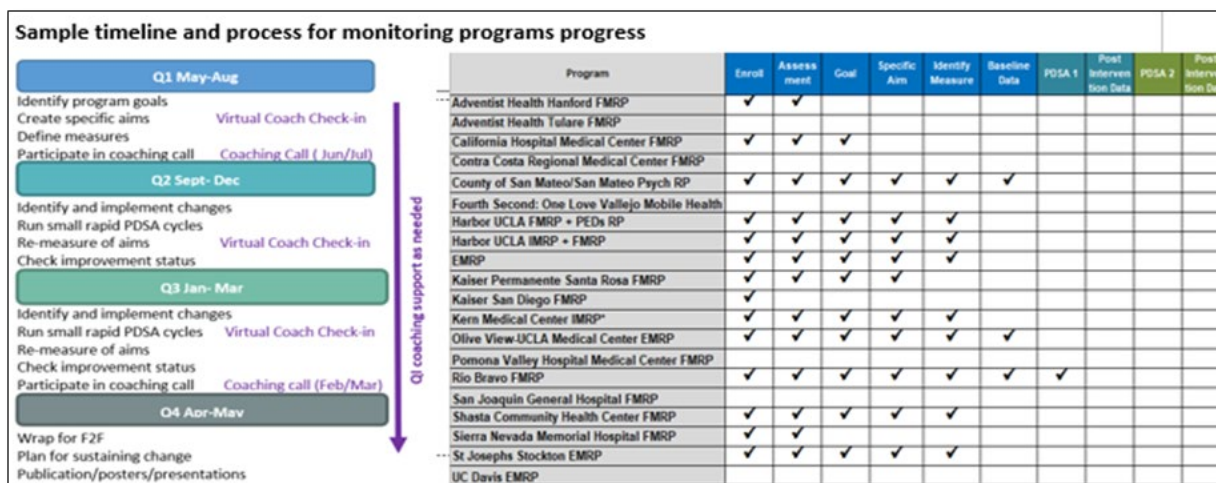 Sample timeline and process for monitoring programs progress
Q1 May-Aug
Identify program goals
Create specific aims Virtual Coach Check-in
Define measures
Participate in coaching call Coaching Call ( Jun/Jul)
Q2 Sept- Dec
Identify and implement changes
Run small rapid PDSA cycles
Re-measure of aims Virtual Coach Check-in
Check improvement status
Q3 Jan- Mar
Identify and implement changes
Run small rapid PDSA cycles Virtual Coach Check-in
Re-measure of aims
Check improvement status
Participate in coaching call Coaching call (Feb/Mar)
Q4 Apr-May
Wrap for F2F
Plan for sustaining change
Publication/posters/presentations
QI coaching support as needed
Program Enroll Assess Goal Specific Identify Baseline PDSA 1 Post PDSA 2 Post
ment Aim Measure Data Interven Interve
tion Data tion Da
Adventist Health Hanford FMRP ✓ ✓
Adventist Health Tulare FMRP
California Hospital Medical Center FMRP ✓ ✓ ✓
Contra Costa Regional Medical Center FMRP
County of San Mateo/San Mateo Psych RP ✓ ✓ ✓ ✓ ✓ ✓
Fourth Second: One Love Vallejo Mobile Health
Harbor UCLA FMRP + PEDs RP ✓ ✓ ✓ ✓ ✓
Harbor UCLA IMRP + FMRP ✓ ✓ ✓ ✓ ✓
EMRP ✓ ✓ ✓ ✓ ✓
Kaiser Permanente Santa Rosa FMRP ✓ ✓ ✓ ✓
Kaiser San Diego FMRP ✓
Kern Medical Center IMRP* ✓ ✓ ✓ ✓ ✓
Olive View-UCLA Medical Center EMRP ✓ ✓ ✓ ✓ ✓ ✓
Pomona Valley Hospital Medical Center FMRP
Rio Bravo FMRP ✓ ✓ ✓ ✓ ✓ ✓ ✓
San Joaquin General Hospital FMRP
Shasta Community Health Center FMRP ✓ ✓ ✓ ✓ ✓
Sierra Nevada Memorial Hospital FMRP ✓ ✓
St Josephs Stockton EMRP ✓ ✓ ✓ ✓ ✓
UC Davis EMRP